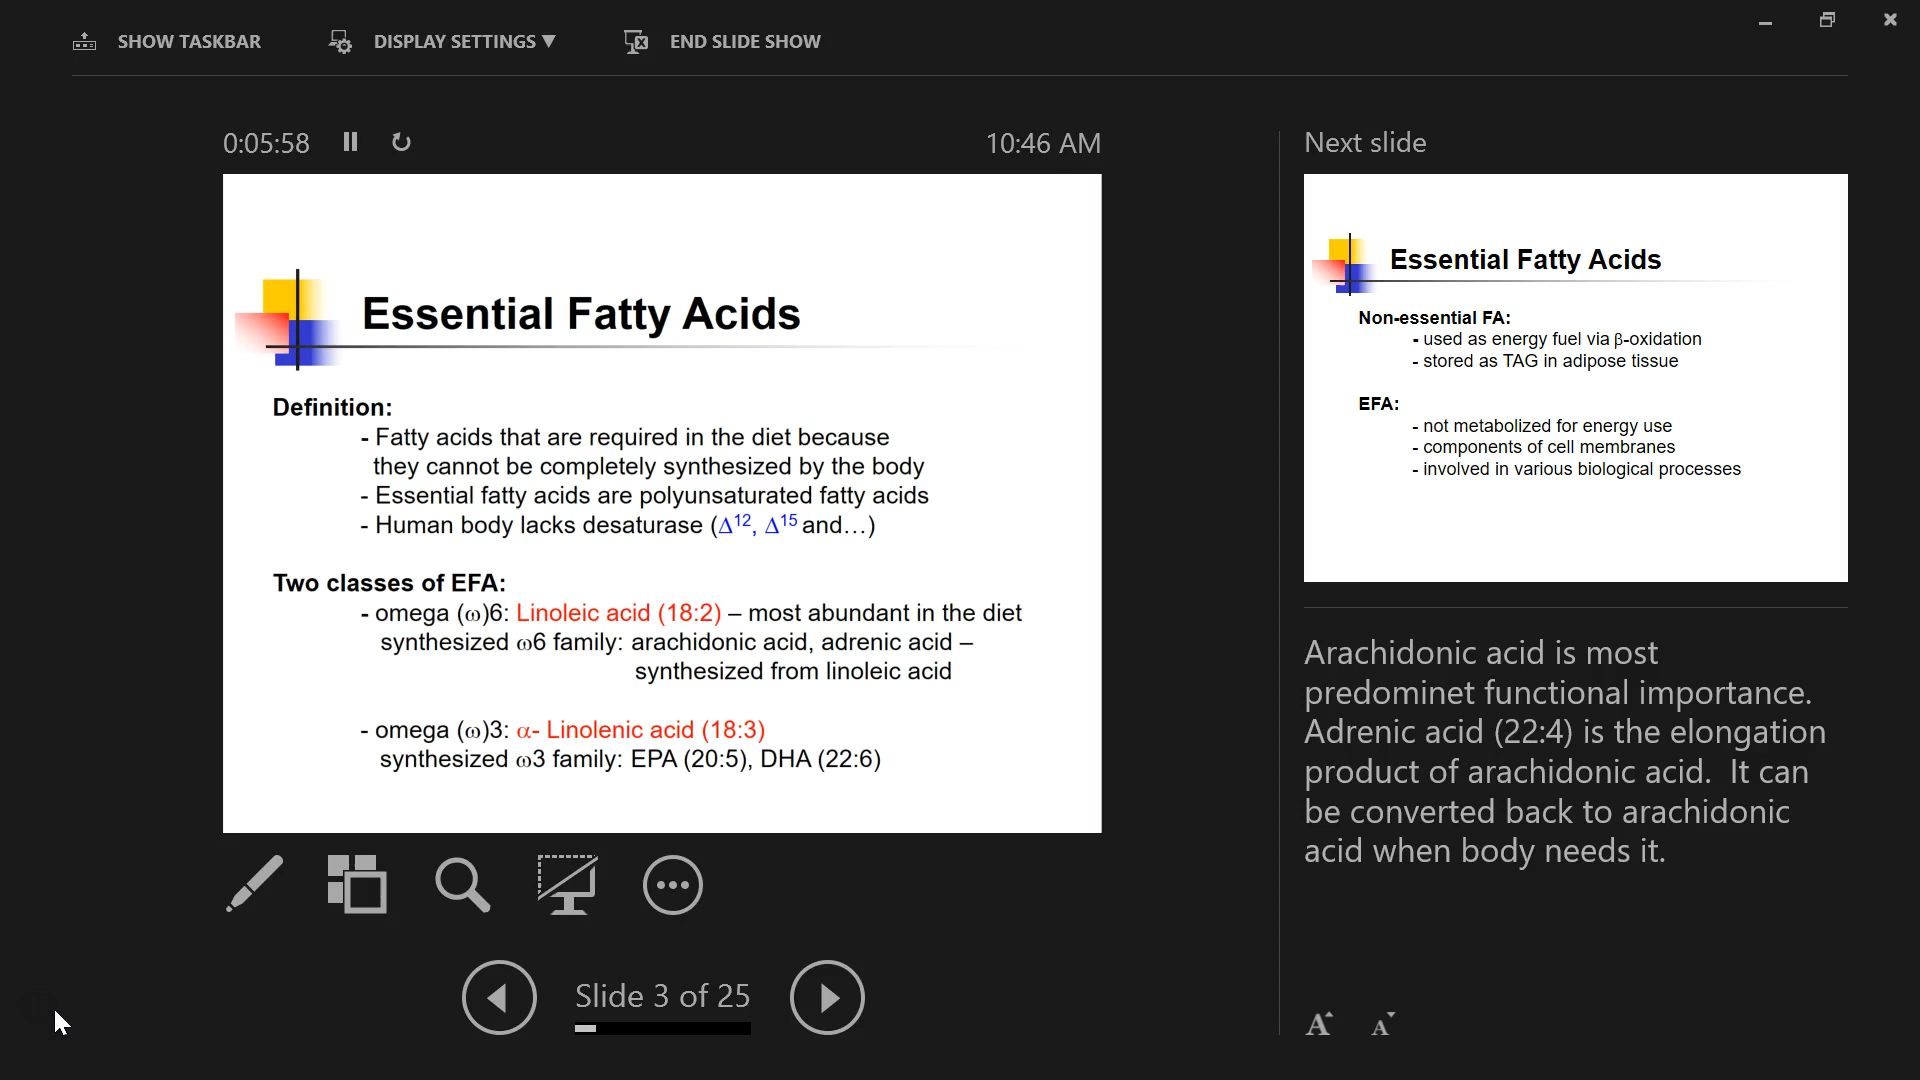 SHOW TASKBAR
DISPLAY SETTINGS ▼
END SLIDE SHOW
0:05:58
10:46 AM
Essential Fatty Acids
Definition:
- Fatty acids that are required in the diet because
they cannot be completely synthesized by the body
- Essential fatty acids are polyunsaturated fatty acids
- Human body lacks desaturase (Δ¹², Δ¹⁵ and…)
Two classes of EFA:
- omega (ω)6: Linoleic acid (18:2) – most abundant in the diet
synthesized ω6 family: arachidonic acid, adrenic acid –
synthesized from linoleic acid
- omega (ω)3: α- Linolenic acid (18:3)
synthesized ω3 family: EPA (20:5), DHA (22:6)
Slide 3 of 25
Next slide
Essential Fatty Acids
Non-essential FA:
- used as energy fuel via β-oxidation
- stored as TAG in adipose tissue
EFA:
- not metabolized for energy use
- components of cell membranes
- involved in various biological processes
Arachidonic acid is most
predominet functional importance.
Adrenic acid (22:4) is the elongation
product of arachidonic acid.  It can
be converted back to arachidonic
acid when body needs it.
A A